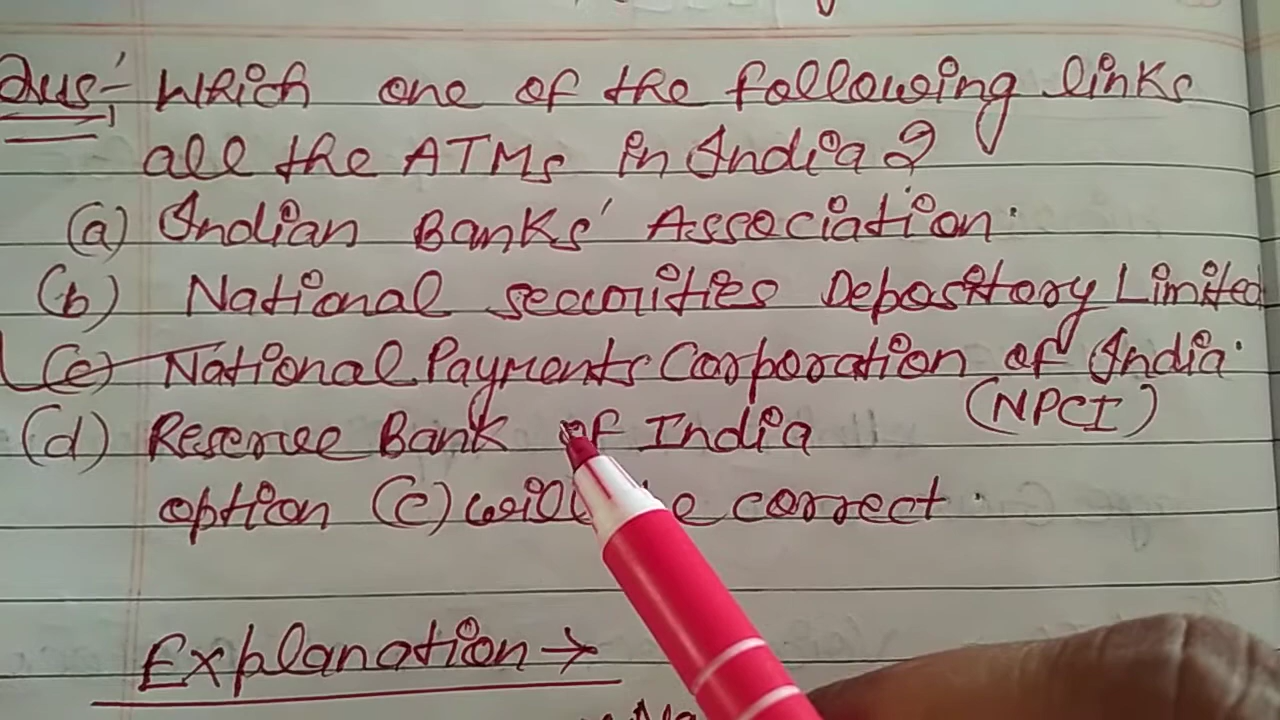 Ques:- Which one of the following links
all the ATMs in India ?
(a) Indian Banks' Association.
(b) National Securities Depository Limited
(c) National Payments Corporation of India.
(NPCI)
(d) Reserve Bank of India
option (c) will be correct.
Explanation →